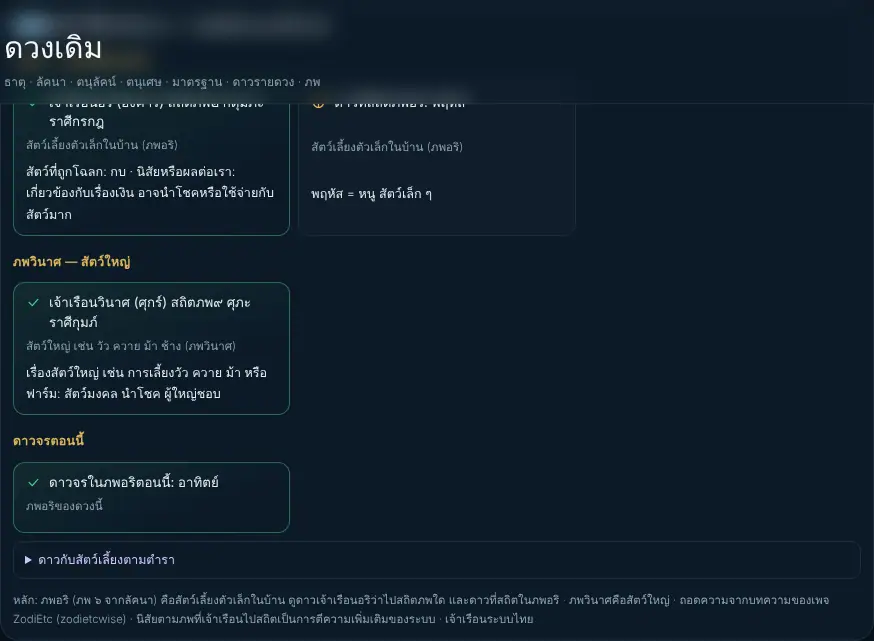 ดวงเดิม
ธาตุ · ลัคนา · ตนุลัคน์ · ตนุเศษ · มาตรฐาน · ดาวรายดวง · ภพ
ราศีกรกฎ
สัตว์เลี้ยงตัวเล็กในบ้าน (ภพอริ)
สัตว์ที่ถูกโฉลก: กบ · นิสัยหรือผลต่อเรา:
เกี่ยวข้องกับเรื่องเงิน อาจนำโชคหรือใช้จ่ายกับ
สัตว์มาก
สัตว์เลี้ยงตัวเล็กในบ้าน (ภพอริ)
พฤหัส = หนู สัตว์เล็ก ๆ
ภพวินาศ — สัตว์ใหญ่
เจ้าเรือนวินาศ (ศุกร์) สถิตภพ๙ ศุภะ
ราศีกุมภ์
สัตว์ใหญ่ เช่น วัว ควาย ม้า ช้าง (ภพวินาศ)
เรื่องสัตว์ใหญ่ เช่น การเลี้ยงวัว ควาย ม้า หรือ
ฟาร์ม: สัตว์มงคล นำโชค ผู้ใหญ่ชอบ
ดาวจรตอนนี้
ดาวจรในภพอริตอนนี้: อาทิตย์
ภพอริของดวงนี้
ดาวกับสัตว์เลี้ยงตามตำรา
หลัก: ภพอริ (ภพ ๖ จากลัคนา) คือสัตว์เลี้ยงตัวเล็กในบ้าน ดูดาวเจ้าเรือนอริว่าไปสถิตภพใด และดาวที่สถิตในภพอริ · ภพวินาศคือสัตว์ใหญ่ · ถอดความจากบทความของเพจ
ZodiEtc (zodietcwise) · นิสัยตามภพที่เจ้าเรือนไปสถิตเป็นการตีความเพิ่มเติมของระบบ · เจ้าเรือนระบบไทย